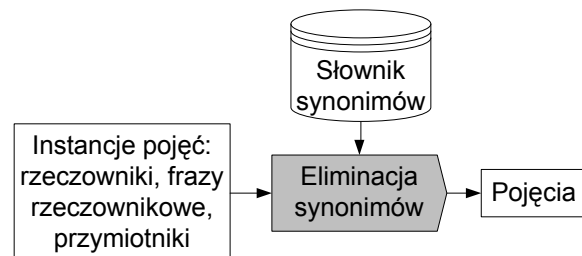 Słownik
synonimów
Instancje pojęć:
rzeczowniki, frazy
rzeczownikowe,
przymiotniki
Eliminacja
synonimów
Pojęcia